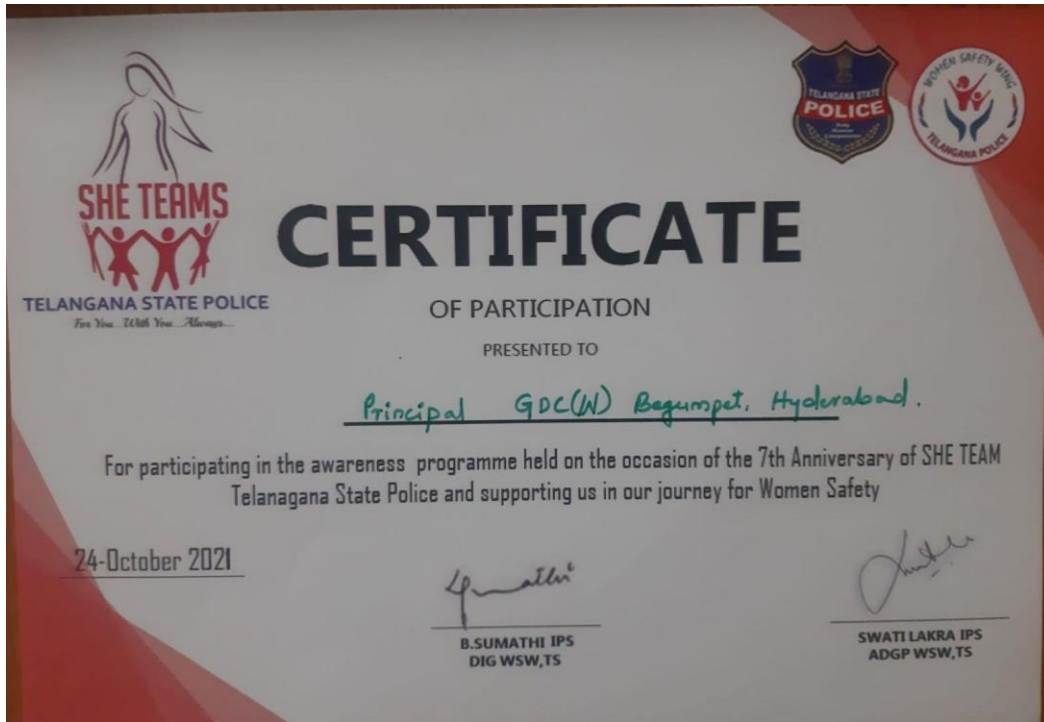 SHE TEAMS
TELANGANA STATE POLICE
For You...With You...Always...
TELANGANA STATE
POLICE
WOMEN SAFETY WING
TELANGANA POLICE
CERTIFICATE
OF PARTICIPATION
PRESENTED TO
Principal GDC(W) Begumpet, Hyderabad.
For participating in the awareness programme held on the occasion of the 7th Anniversary of SHE TEAM
Telanagana State Police and supporting us in our journey for Women Safety
24-October 2021
B.SUMATHI IPS
DIG WSW,TS
SWATI LAKRA IPS
ADGP WSW,TS